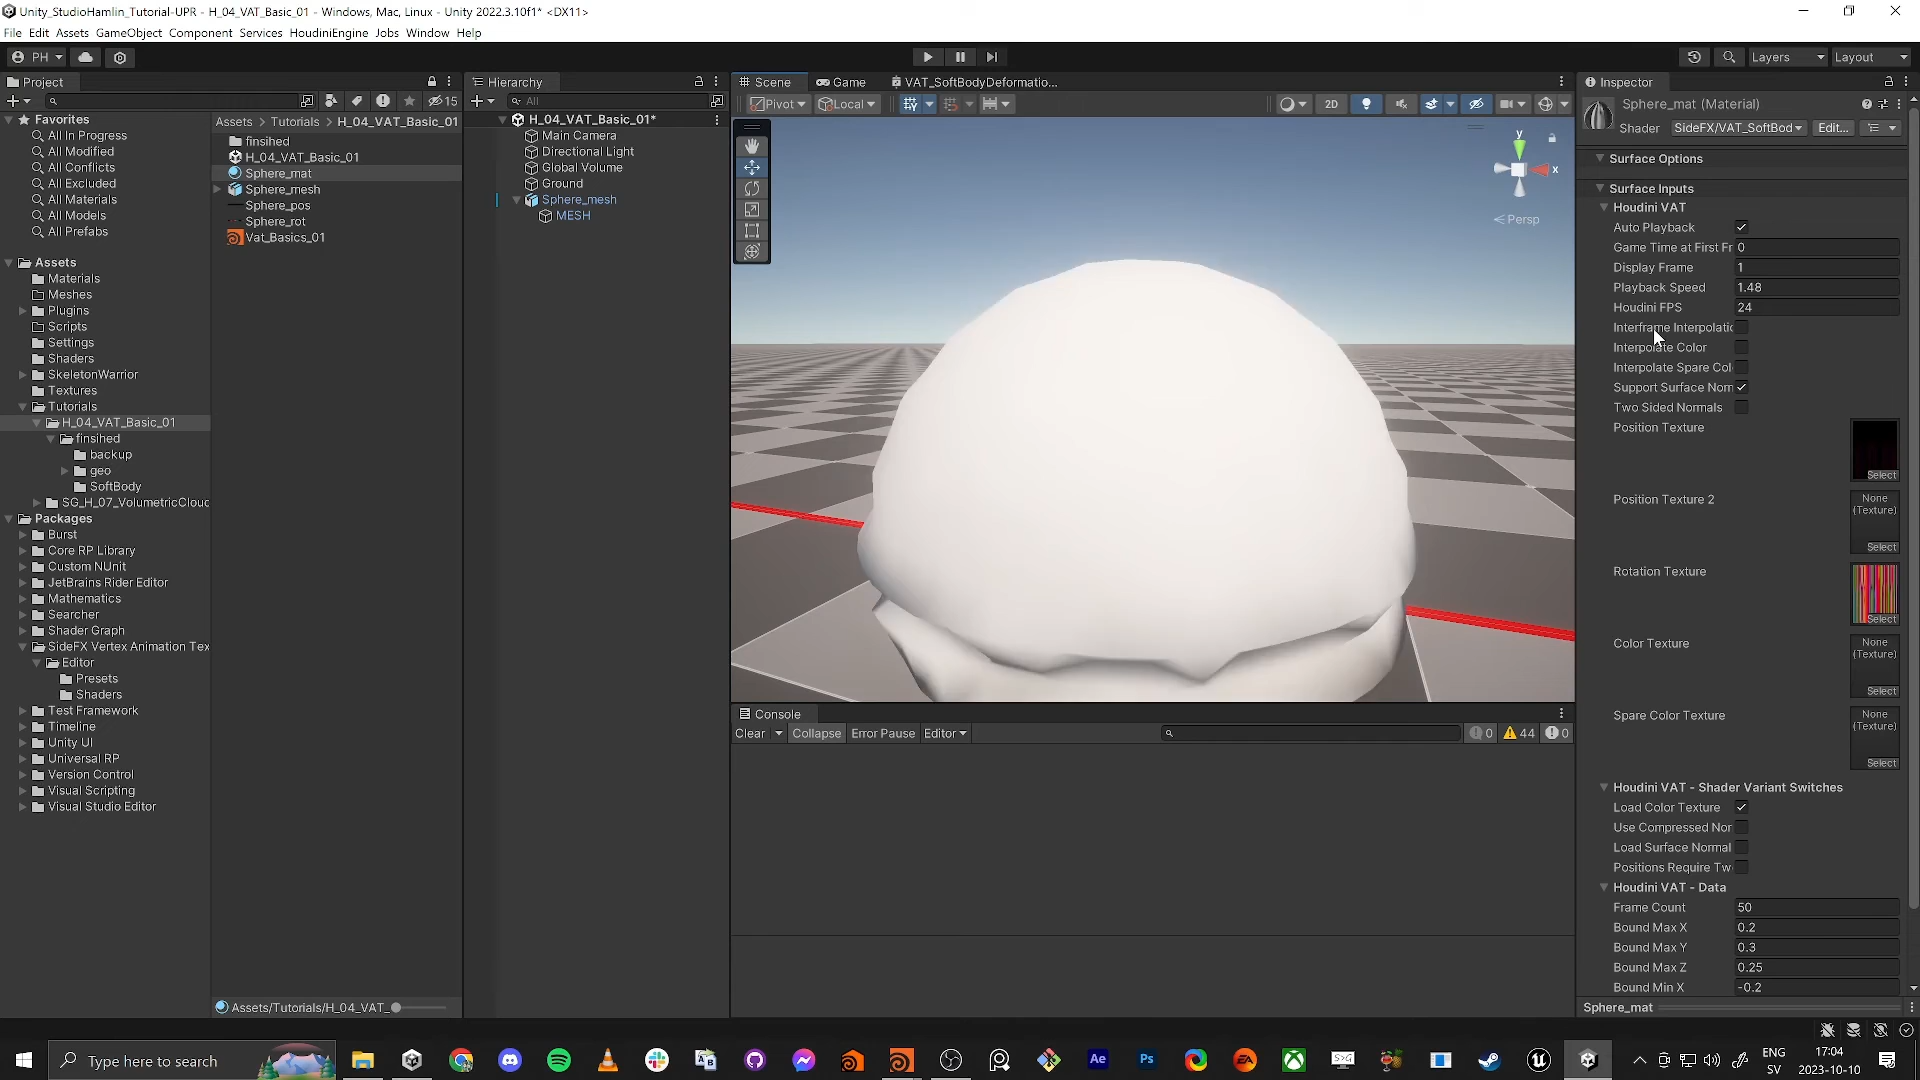 Unity_StudioHamlin_Tutorial-UPR - H_04_VAT_Basic_01 - Windows, Mac, Linux - Unity 2022.3.10f1* <DX11>
File Edit Assets GameObject Component Services HoudiniEngine Jobs Window Help
PH
Layers
Layout
Project
15
Favorites
All In Progress
All Modified
All Conflicts
All Excluded
All Materials
All Models
All Prefabs
Assets
Materials
Meshes
Plugins
Scripts
Settings
Shaders
SkeletonWarrior
Textures
Tutorials
H_04_VAT_Basic_01
finsihed
backup
geo
SoftBody
SG_H_07_VolumetricClouc
Packages
Burst
Core RP Library
Custom NUnit
JetBrains Rider Editor
Mathematics
Searcher
Shader Graph
SideFX Vertex Animation Tex
Editor
Presets
Shaders
Test Framework
Timeline
Unity UI
Universal RP
Version Control
Visual Scripting
Visual Studio Editor
Assets > Tutorials > H_04_VAT_Basic_01
finsihed
H_04_VAT_Basic_01
Sphere_mat
Sphere_mesh
Sphere_pos
Sphere_rot
Vat_Basics_01
Assets/Tutorials/H_04_VAT_
Hierarchy
All
H_04_VAT_Basic_01*
Main Camera
Directional Light
Global Volume
Ground
Sphere_mesh
MESH
Scene
Game
VAT_SoftBodyDeformatio...
Pivot
Local
2D
y
x
Persp
Console
Clear
Collapse
Error Pause
Editor
0
44
0
Inspector
Sphere_mat (Material)
Shader SideFX/VAT_SoftBod Edit...
Surface Options
Surface Inputs
Houdini VAT
Auto Playback
Game Time at First Fr 0
Display Frame 1
Playback Speed 1.48
Houdini FPS 24
Interframe Interpolatic
Interpolate Color
Interpolate Spare Col
Support Surface Norn
Two Sided Normals
Position Texture
Select
Position Texture 2
None
(Texture)
Select
Rotation Texture
Select
Color Texture
None
(Texture)
Select
Spare Color Texture
None
(Texture)
Select
Houdini VAT - Shader Variant Switches
Load Color Texture
Use Compressed Nor
Load Surface Normal
Positions Require Tw
Houdini VAT - Data
Frame Count 50
Bound Max X 0.2
Bound Max Y 0.3
Bound Max Z 0.25
Bound Min X -0.2
Sphere_mat
Type here to search
Ae
Ps
EA
ENG
SV
17:04
2023-10-10